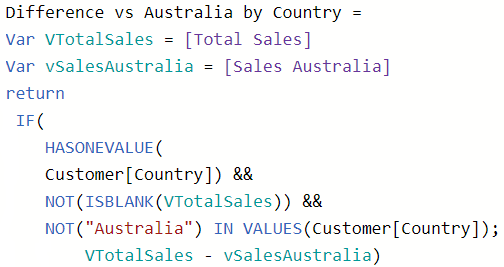 Difference vs Australia by Country =
Var VTotalSales = [Total Sales]
Var vSalesAustralia = [Sales Australia]
return
IF(
HASONEVALUE(
Customer[Country]) &&
NOT(ISBLANK(VTotalSales)) &&
NOT("Australia") IN VALUES(Customer[Country]);
VTotalSales - vSalesAustralia)